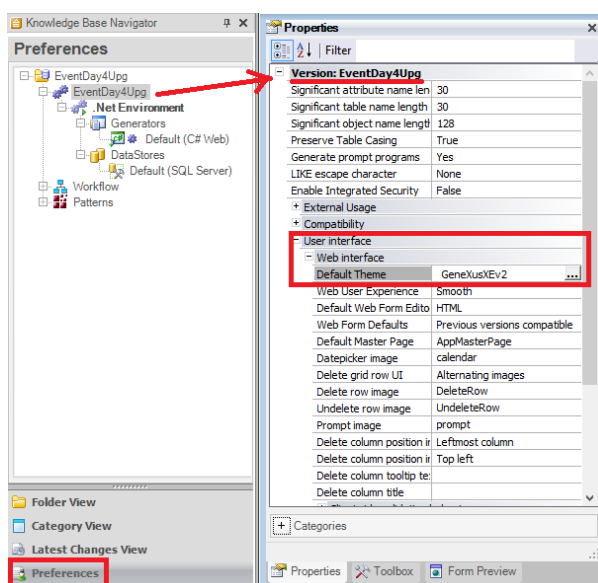 Knowledge Base Navigator
Preferences
EventDay4Upg
EventDay4Upg
.Net Environment
Generators
Default (C# Web)
DataStores
Default (SQL Server)
Workflow
Patterns
Folder View
Category View
Latest Changes View
Preferences
Properties
Filter
Version: EventDay4Upg
Significant attribute name len 30
Significant table name length 30
Significant object name length 128
Preserve Table Casing True
Generate prompt programs Yes
LIKE escape character None
Enable Integrated Security False
External Usage
Compatibility
User interface
Web interface
Default Theme GeneXusXEv2 ...
Web User Experience Smooth
Default Web Form Edito HTML
Web Form Defaults Previous versions compatible
Default Master Page AppMasterPage
Datepicker image calendar
Delete grid row UI Alternating images
Delete row image DeleteRow
Undelete row image UndeleteRow
Prompt image prompt
Delete column position ir Leftmost column
Delete column position ir Top left
Delete column tooltip te:
Delete column title
Categories
Properties Toolbox Form Preview